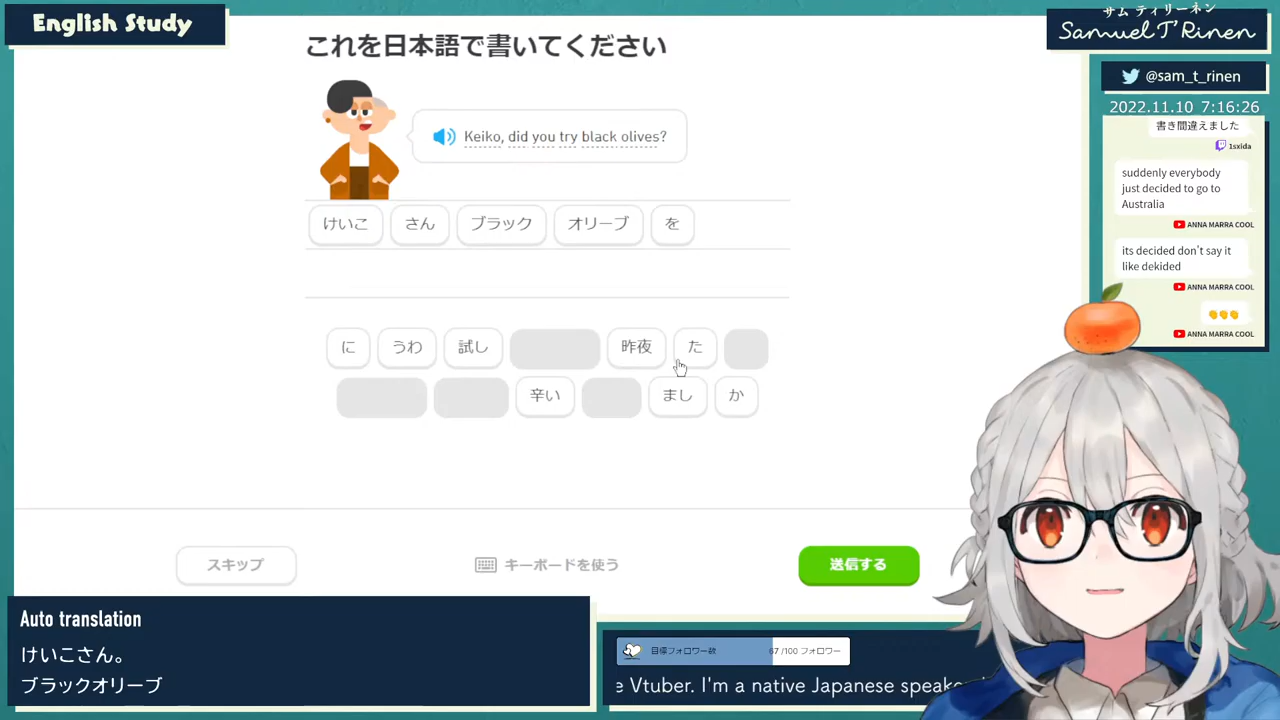 English Study
これを日本語で書いてください
Keiko, did you try black olives?
けいこ さん ブラック オリーブ を
に うわ 試し 昨夜 た
辛い まし か
スキップ
キーボードを使う
送信する
Auto translation
けいこさん。
ブラックオリーブ
サム ティリーネン
Samuel T'Rinen
@sam_t_rinen
2022.11.10 7:16:26
書き間違えました
1sxida
suddenly everybody
just decided to go to
Australia
ANNA MARRA COOL
its decided don't say it
like dekided
ANNA MARRA COOL
👏👏👏
ANNA MARRA COOL
目標フォロワー数 67 /100 フォロワー
e Vtuber. I'm a native Japanese speake